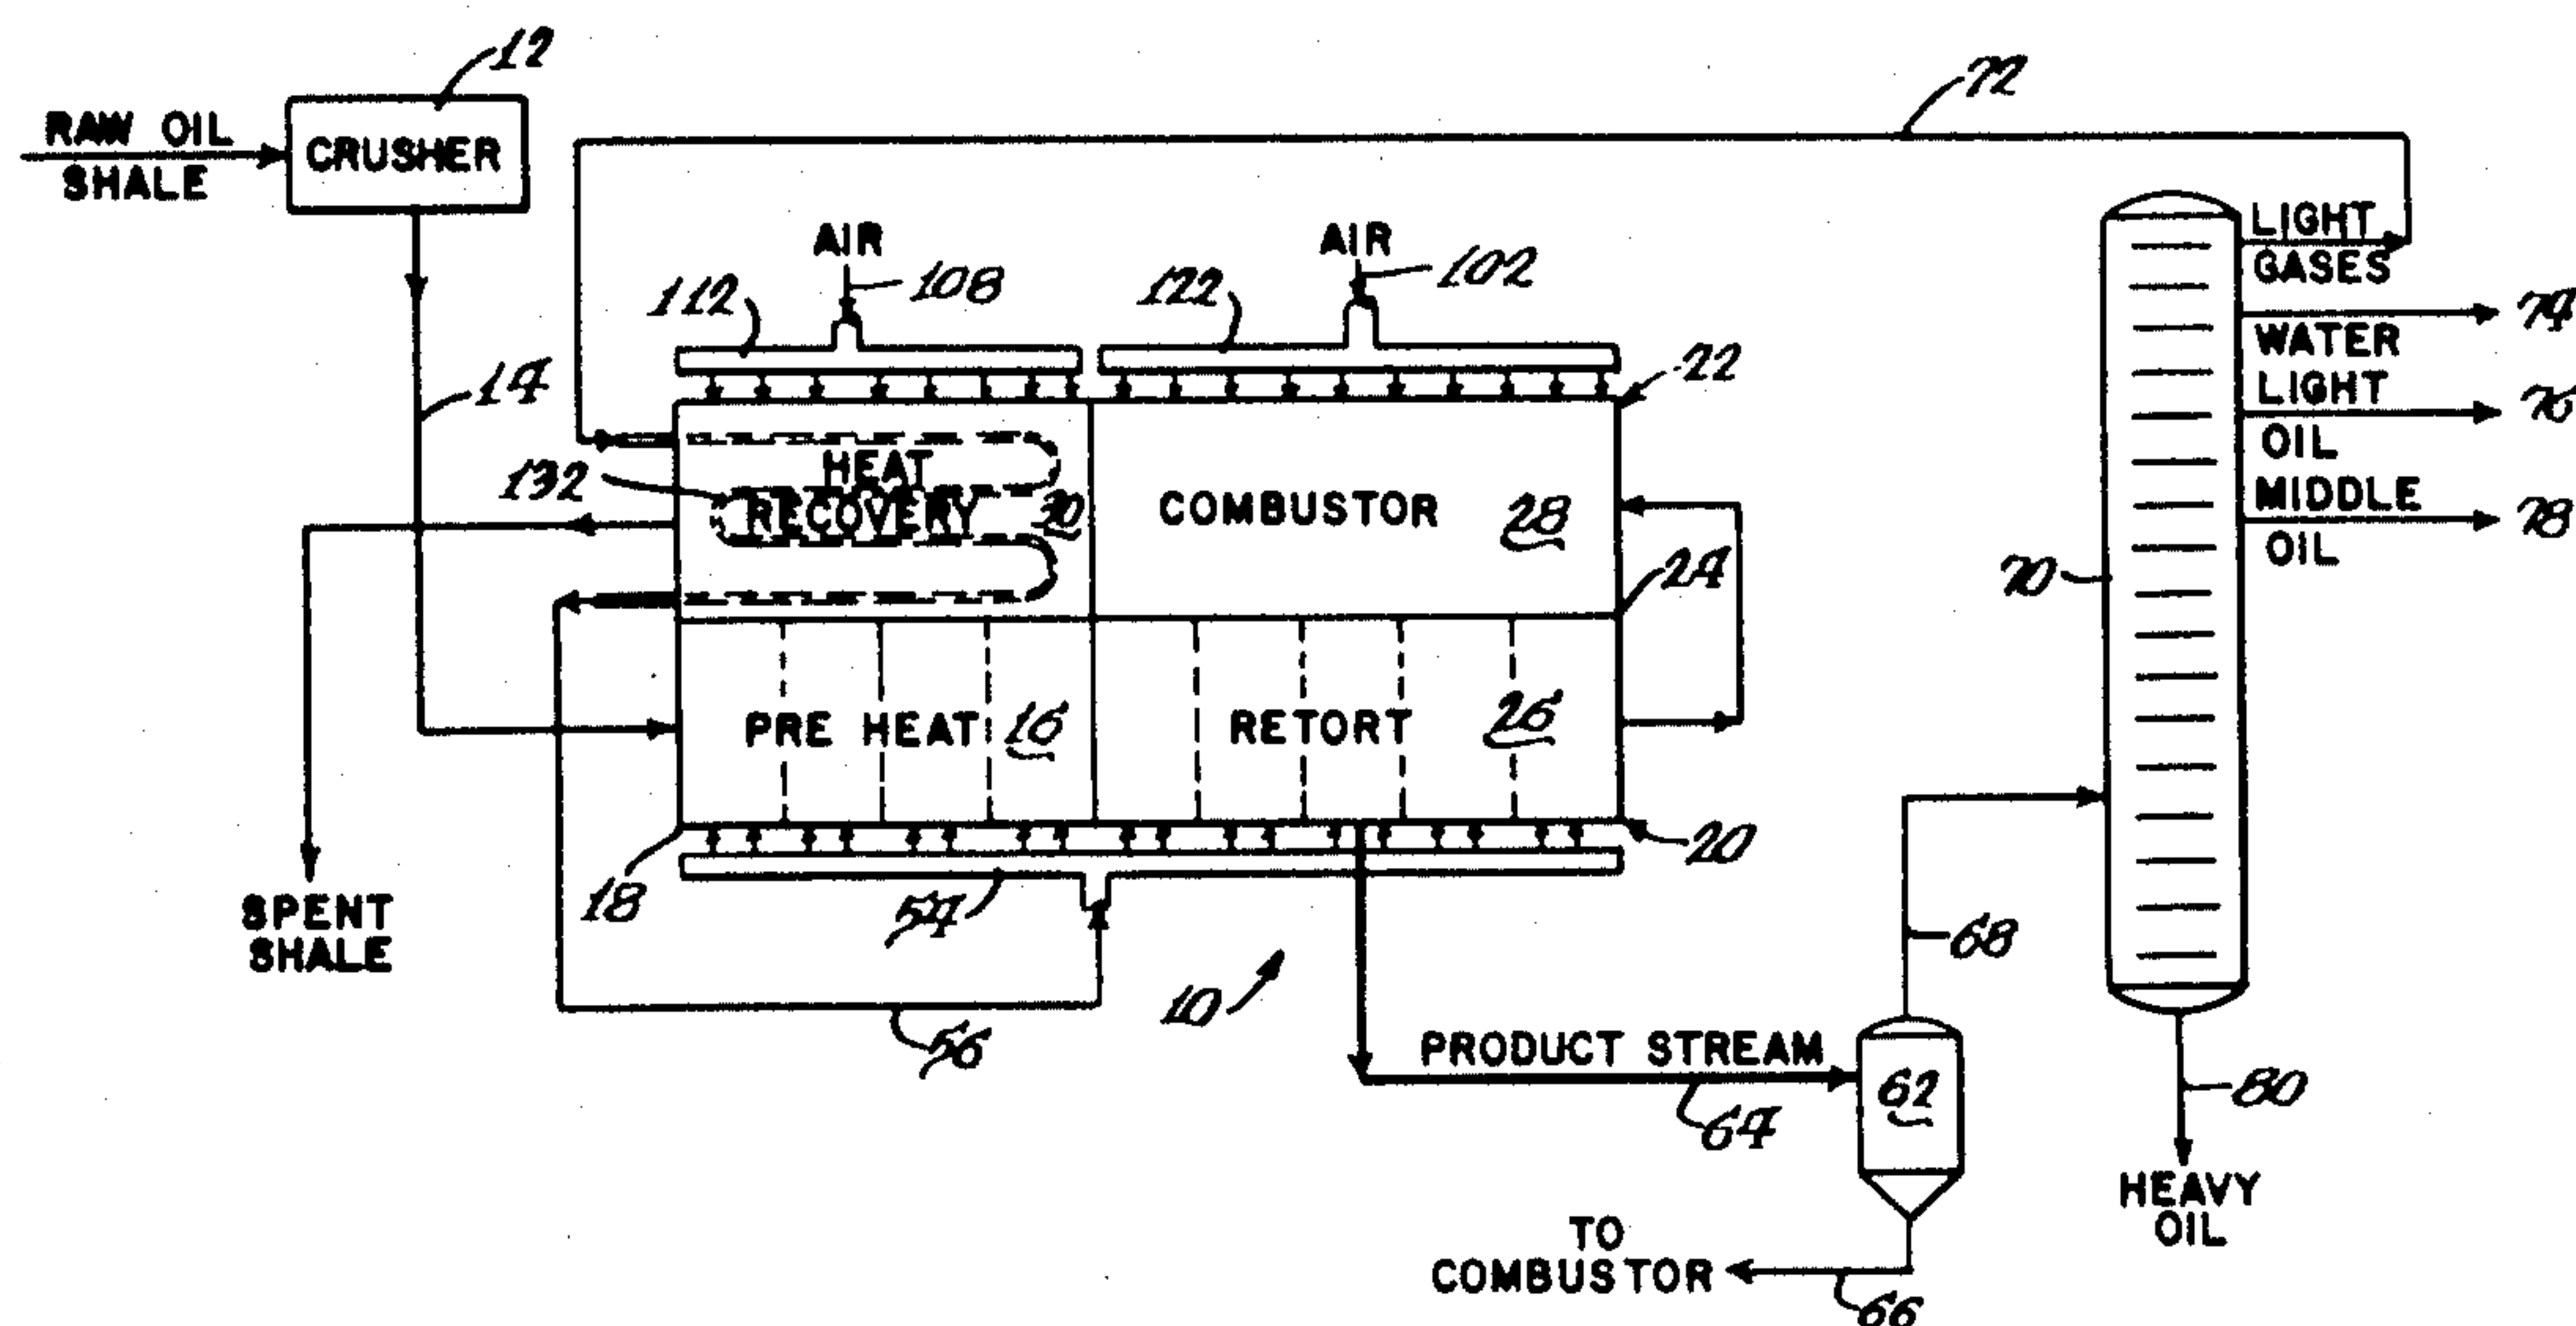 12
RAW OIL
SHALE
CRUSHER
72
14
AIR
108
112
AIR
102
122
22
LIGHT
GASES
74
WATER
LIGHT
76
OIL
MIDDLE
78
OIL
70
132
HEAT
RECOVERY
30
COMBUSTOR
28
24
PRE HEAT
16
RETORT
26
18
20
54
SPENT
SHALE
56
10
68
PRODUCT STREAM
64
62
80
HEAVY
OIL
TO
COMBUSTOR
66